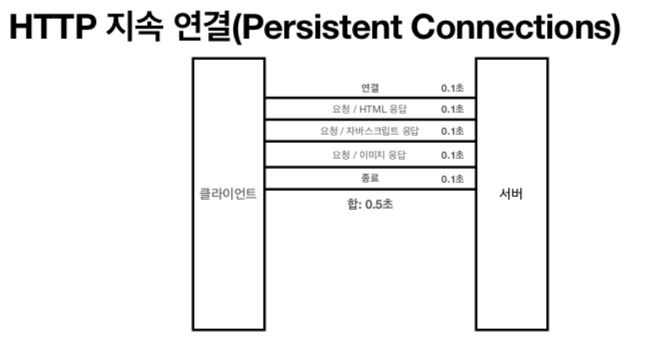 HTTP 지속 연결(Persistent Connections)
연결 0.1초
요청 / HTML 응답 0.1초
요청 / 자바스크립트 응답 0.1초
요청 / 이미지 응답 0.1초
종료 0.1초
클라이언트
합: 0.5초
서버